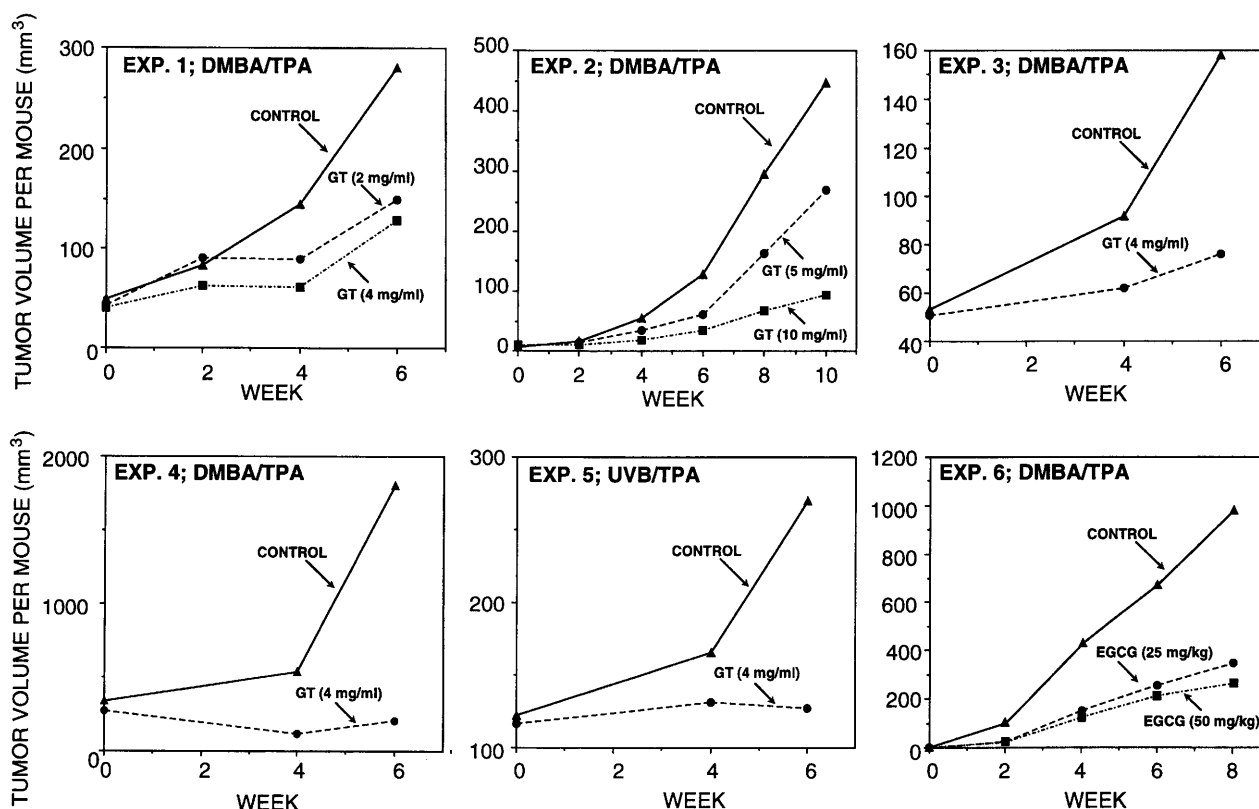 TUMOR VOLUME PER MOUSE (mm³)
EXP. 1; DMBA/TPA
300
200
100
0
CONTROL
GT (2 mg/ml)
GT (4 mg/ml)
0 2 4 6
WEEK
EXP. 2; DMBA/TPA
500
400
300
200
100
0
CONTROL
GT (5 mg/ml)
GT (10 mg/ml)
0 2 4 6 8 10
WEEK
EXP. 3; DMBA/TPA
160
140
120
100
80
60
40
CONTROL
GT (4 mg/ml)
0 2 4 6
WEEK
TUMOR VOLUME PER MOUSE (mm³)
EXP. 4; DMBA/TPA
2000
1000
0
CONTROL
GT (4 mg/ml)
0 2 4 6
WEEK
EXP. 5; UVB/TPA
300
200
100
CONTROL
GT (4 mg/ml)
0 2 4 6
WEEK
EXP. 6; DMBA/TPA
1200
1000
800
600
400
200
0
CONTROL
EGCG (25 mg/kg)
EGCG (50 mg/kg)
0 2 4 6 8
WEEK